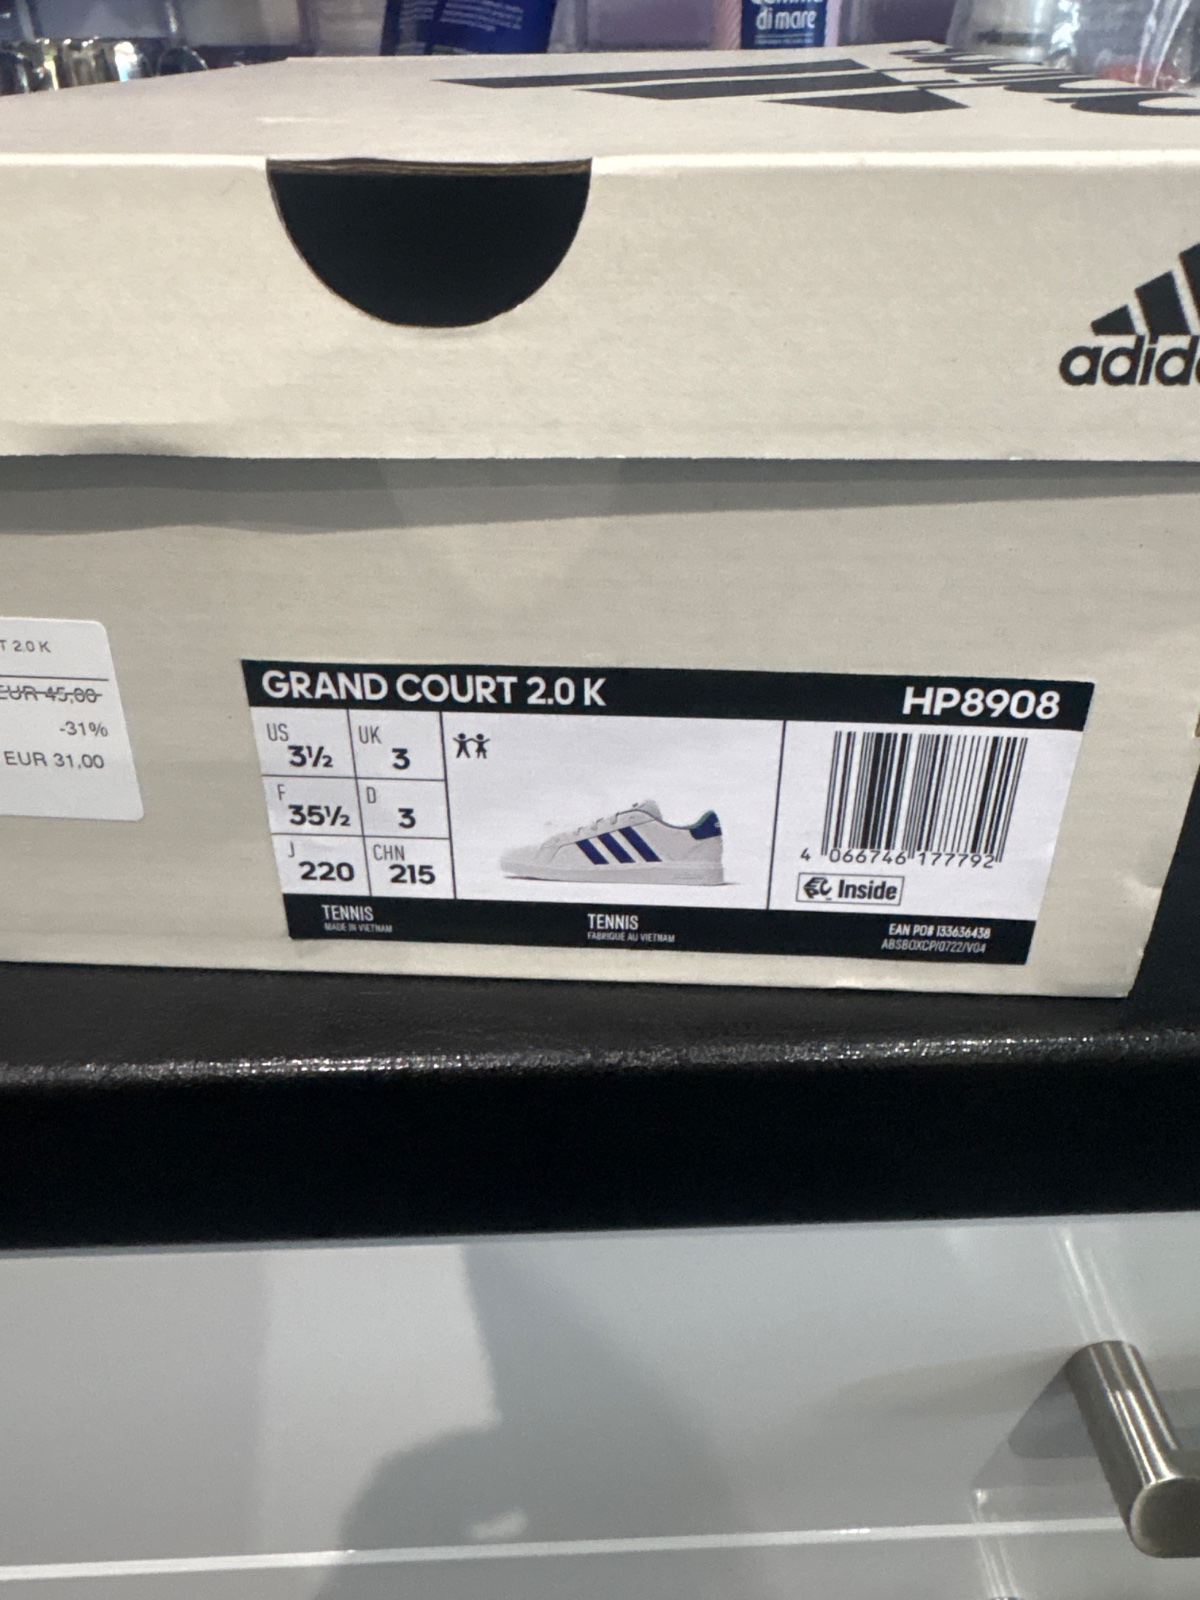 di mare
adidas
T 2.0 K
EUR 45,00
-31%
EUR 31,00
GRAND COURT 2.0 K
HP8908
US
3½
UK
3
F
35½
D
3
J
220
CHN
215
4 066746 177792
Inside
TENNIS
MADE IN VIETNAM
TENNIS
FABRIQUÉ AU VIETNAM
EAN PO# 133636438
ABSBOXCP/0722/V04